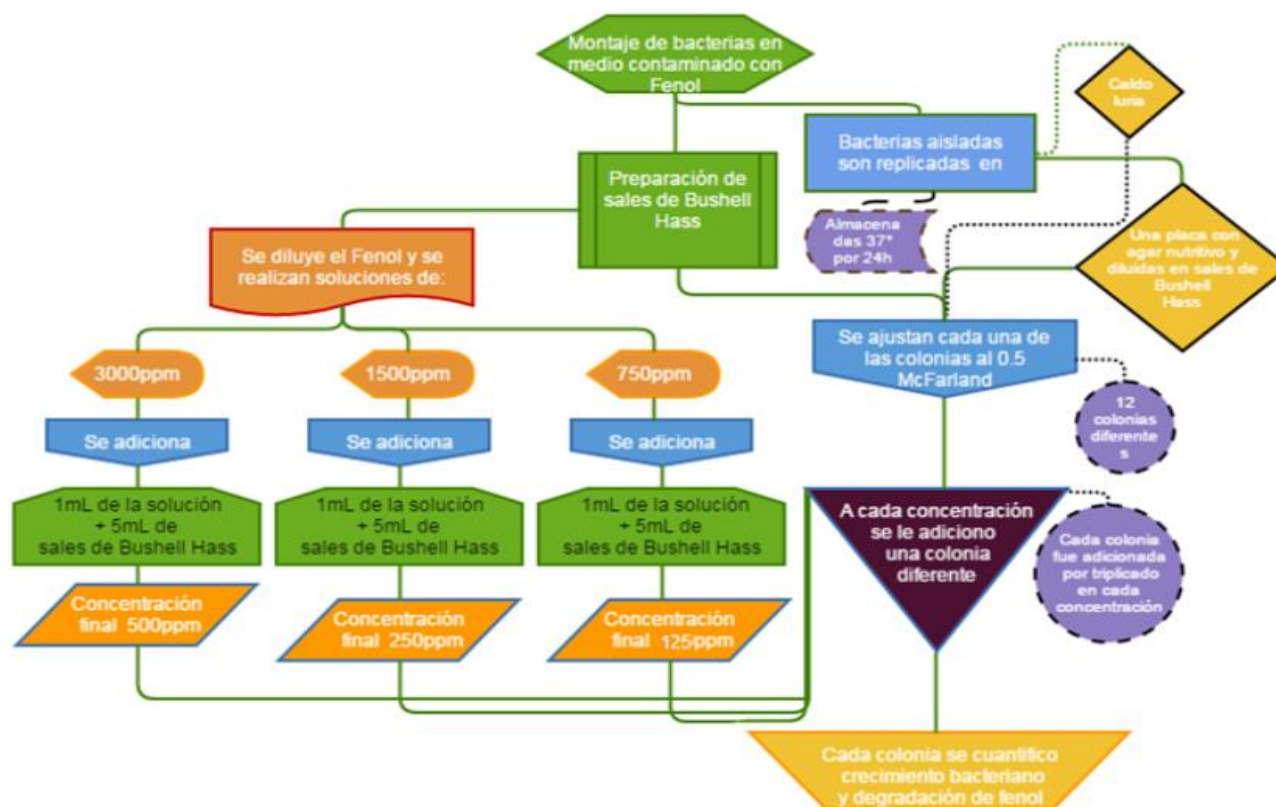 Montaje de bacterias en
medio contaminado con
Fenol
Caldo
luria
Bacterias aisladas
son replicadas en
Preparación de
sales de Bushell
Hass
Almacena
das 37°
por 24h
Una placa con
agar nutritivo y
diluidas en sales de
Bushell
Hass
Se diluye el Fenol y se
realizan soluciones de:
Se ajustan cada una de
las colonias al 0.5
McFarland
3000ppm
1500ppm
750ppm
12
colonias
diferente
s
Se adiciona
Se adiciona
Se adiciona
1mL de la solución
+ 5mL de
sales de Bushell Hass
1mL de la solución
+ 5mL de
sales de Bushell Hass
1mL de la solución
+ 5mL de
sales de Bushell Hass
A cada concentración
se le adiciono
una colonia
diferente
Cada colonia
fue adicionada
por triplicado
en cada
concentración
Concentración
final 500ppm
Concentración
final 250ppm
Concentración
final 125ppm
Cada colonia se cuantifico
crecimiento bacteriano
y degradación de fenol